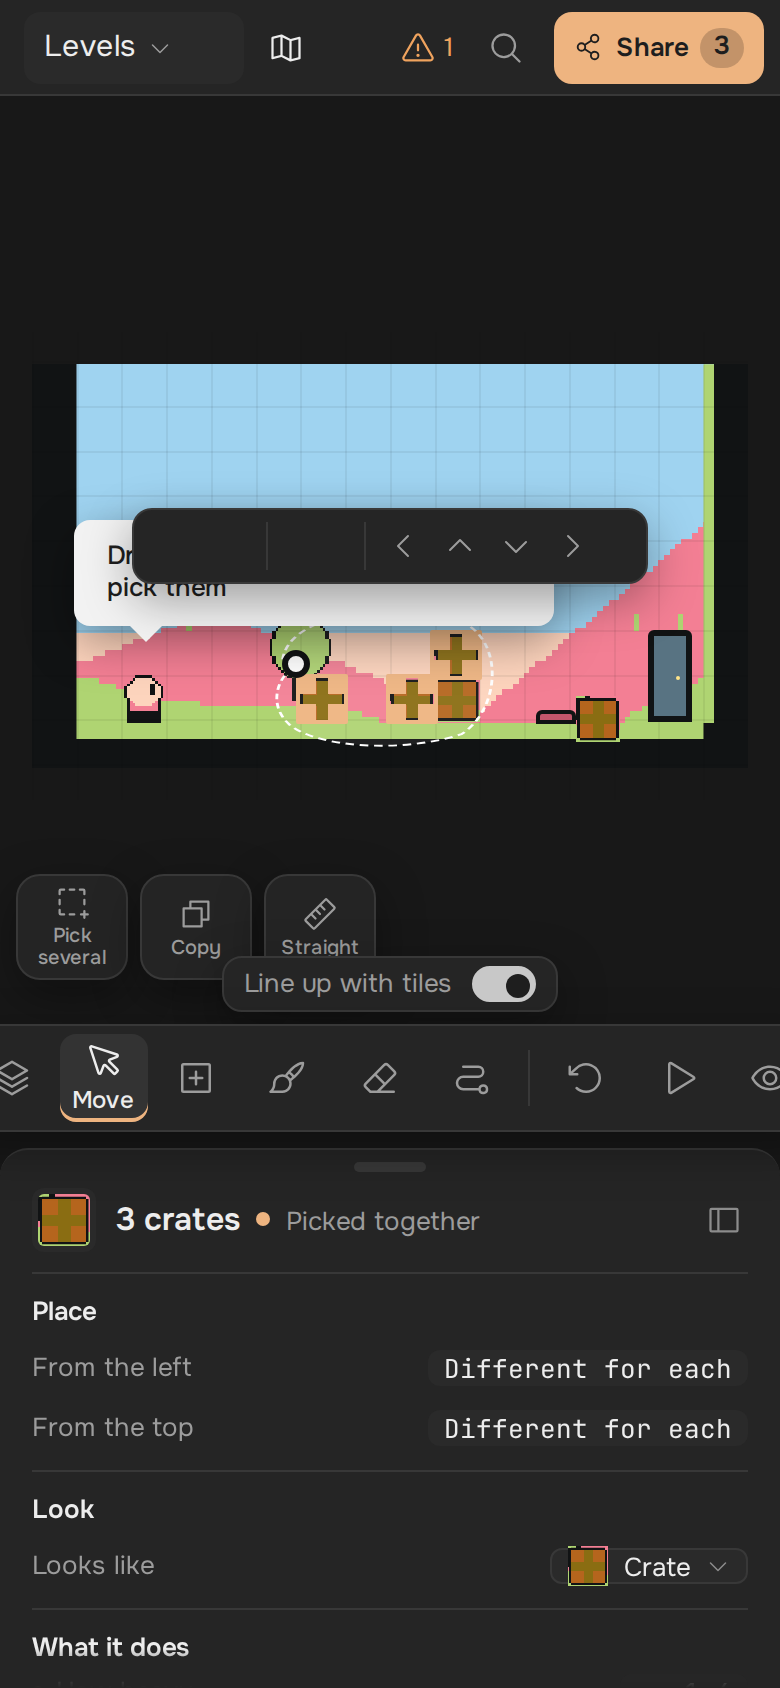 Levels
1
Share
3
pick them
Pick
several
Copy
Straight
Line up with tiles
Move
3 crates
Picked together
Place
From the left
Different for each
From the top
Different for each
Look
Looks like
Crate
What it does